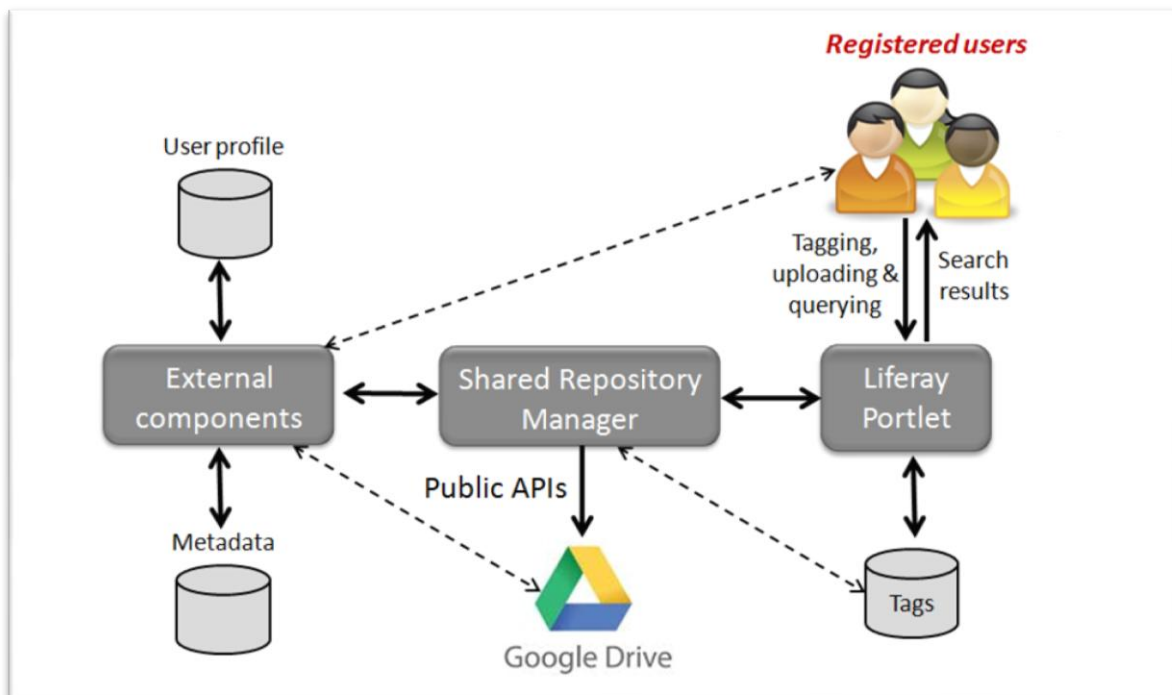 Registered users
User profile
Tagging,
uploading &
querying
Search
results
External
components
Shared Repository
Manager
Liferay
Portlet
Public APIs
Metadata
Tags
Google Drive